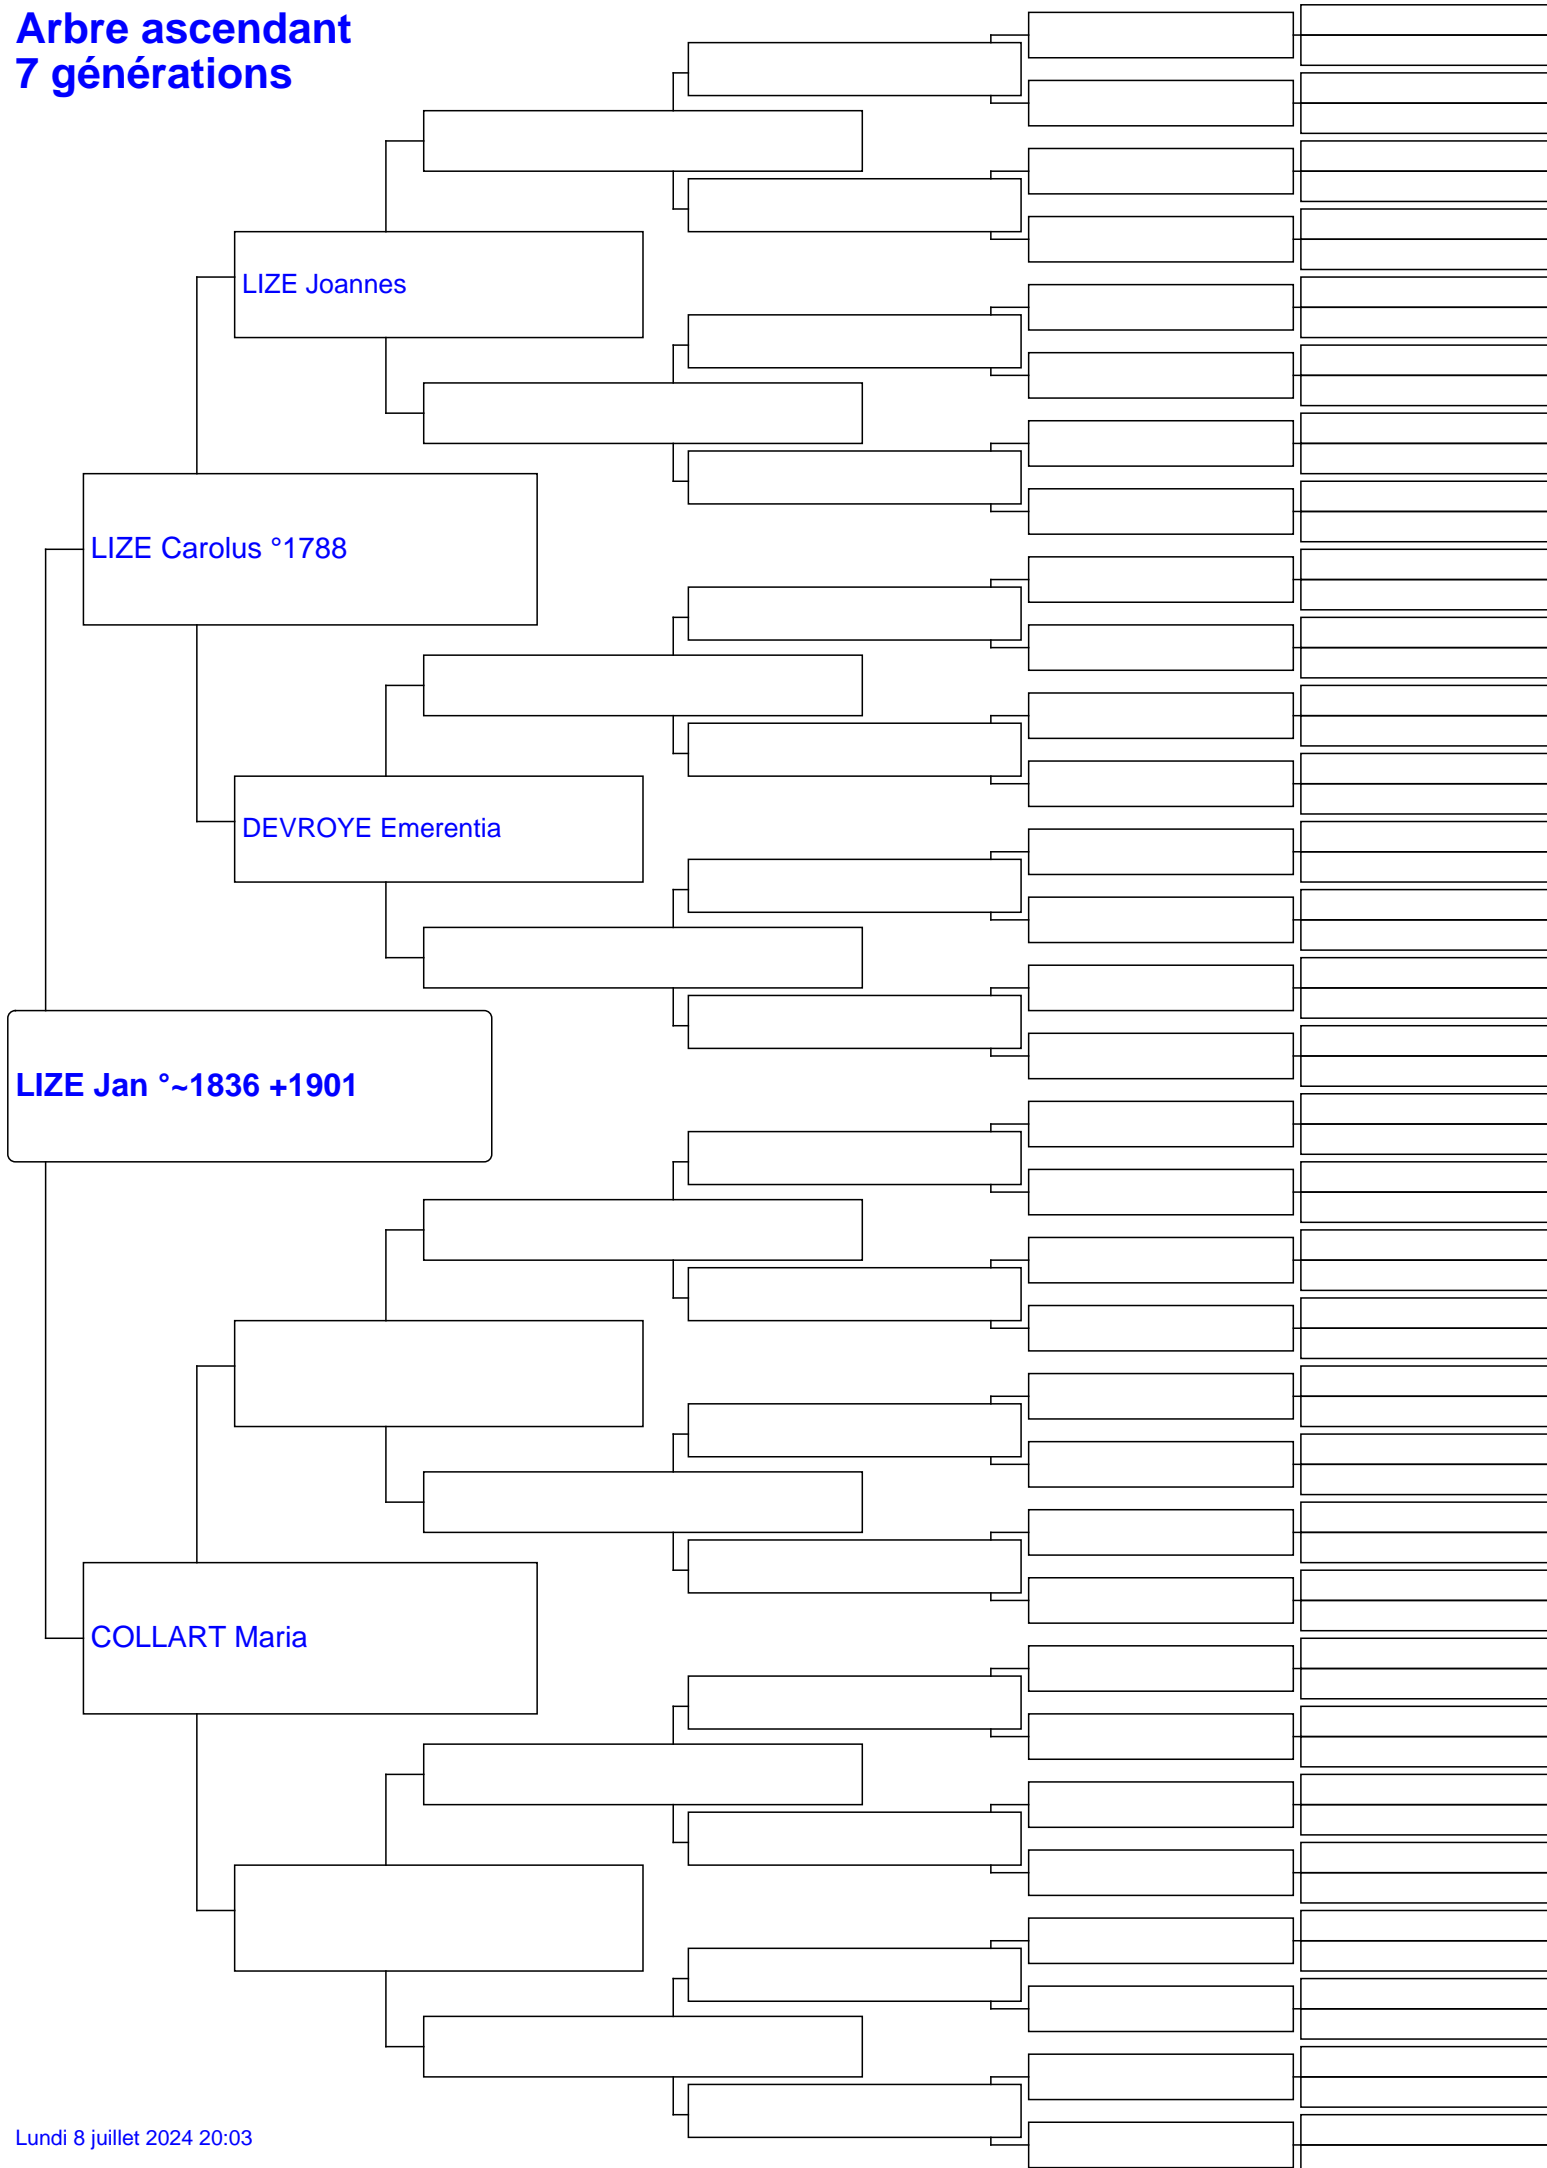 Arbre ascendant
7 générations
LIZE Joannes
LIZE Carolus °1788
DEVROYE Emerentia
LIZE Jan °~1836 +1901
COLLART Maria
Lundi 8 juillet 2024 20:03